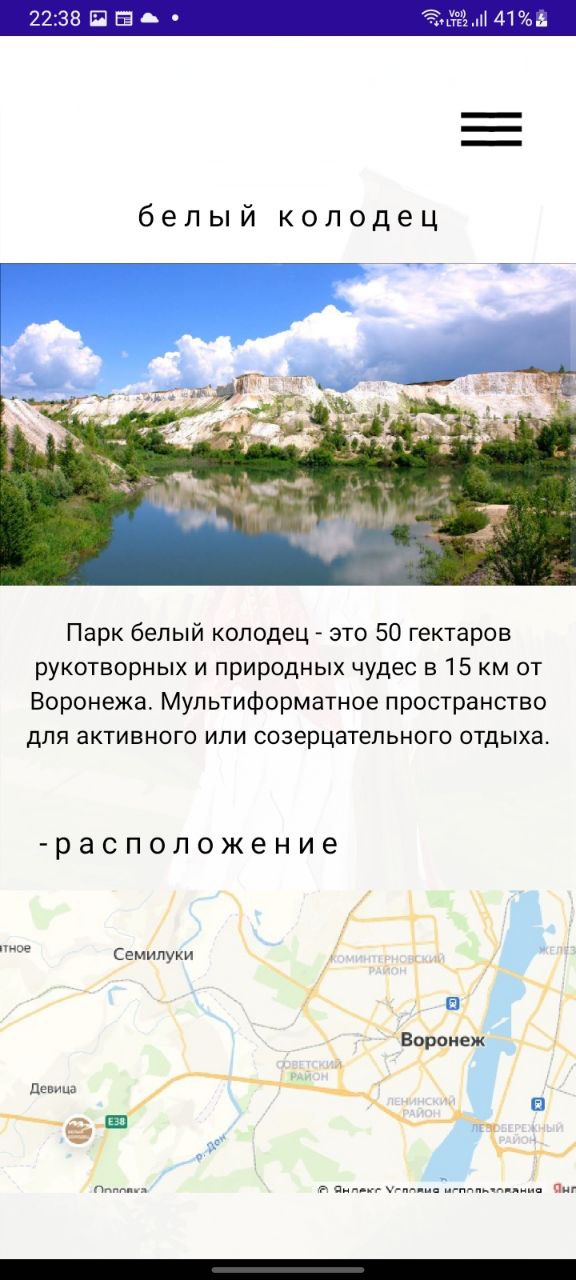 22:38
Vo))
LTE2
41%
белый колодец
Парк белый колодец - это 50 гектаров
рукотворных и природных чудес в 15 км от
Воронежа. Мультиформатное пространство
для активного или созерцательного отдыха.
-расположение
Семилуки
КОМИНТЕРНОВСКИЙ
РАЙОН
ЖЕЛЕЗ
Воронеж
СОВЕТСКИЙ
РАЙОН
Девица
ЛЕНИНСКИЙ
РАЙОН
E38
ЛЕВОБЕРЕЖНЫЙ
РАЙОН
р. Дон
Орловка
© Яндекс Условия использования